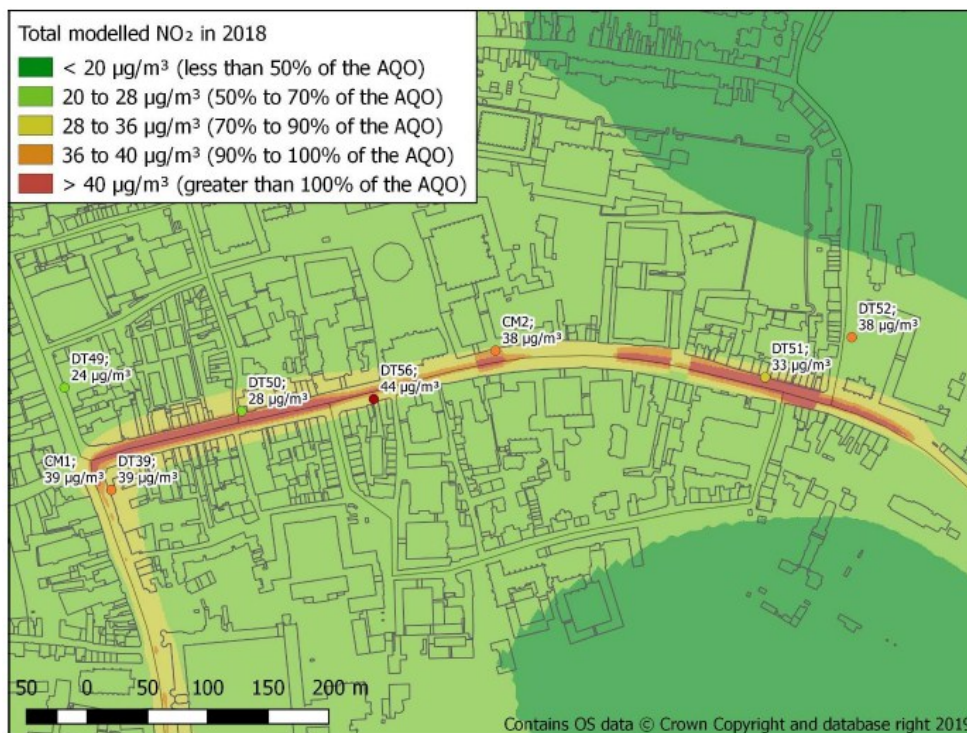 Total modelled NO₂ in 2018
< 20 µg/m³ (less than 50% of the AQO)
20 to 28 µg/m³ (50% to 70% of the AQO)
28 to 36 µg/m³ (70% to 90% of the AQO)
36 to 40 µg/m³ (90% to 100% of the AQO)
> 40 µg/m³ (greater than 100% of the AQO)
CM2;
38 µg/m³
DT52;
38 µg/m³
DT49;
24 µg/m³
DT50;
28 µg/m³
DT56;
44 µg/m³
DT51;
33 µg/m³
CM1;
39 µg/m³
DT39;
39 µg/m³
50 0 50 100 150 200 m
Contains OS data © Crown Copyright and database right 2019